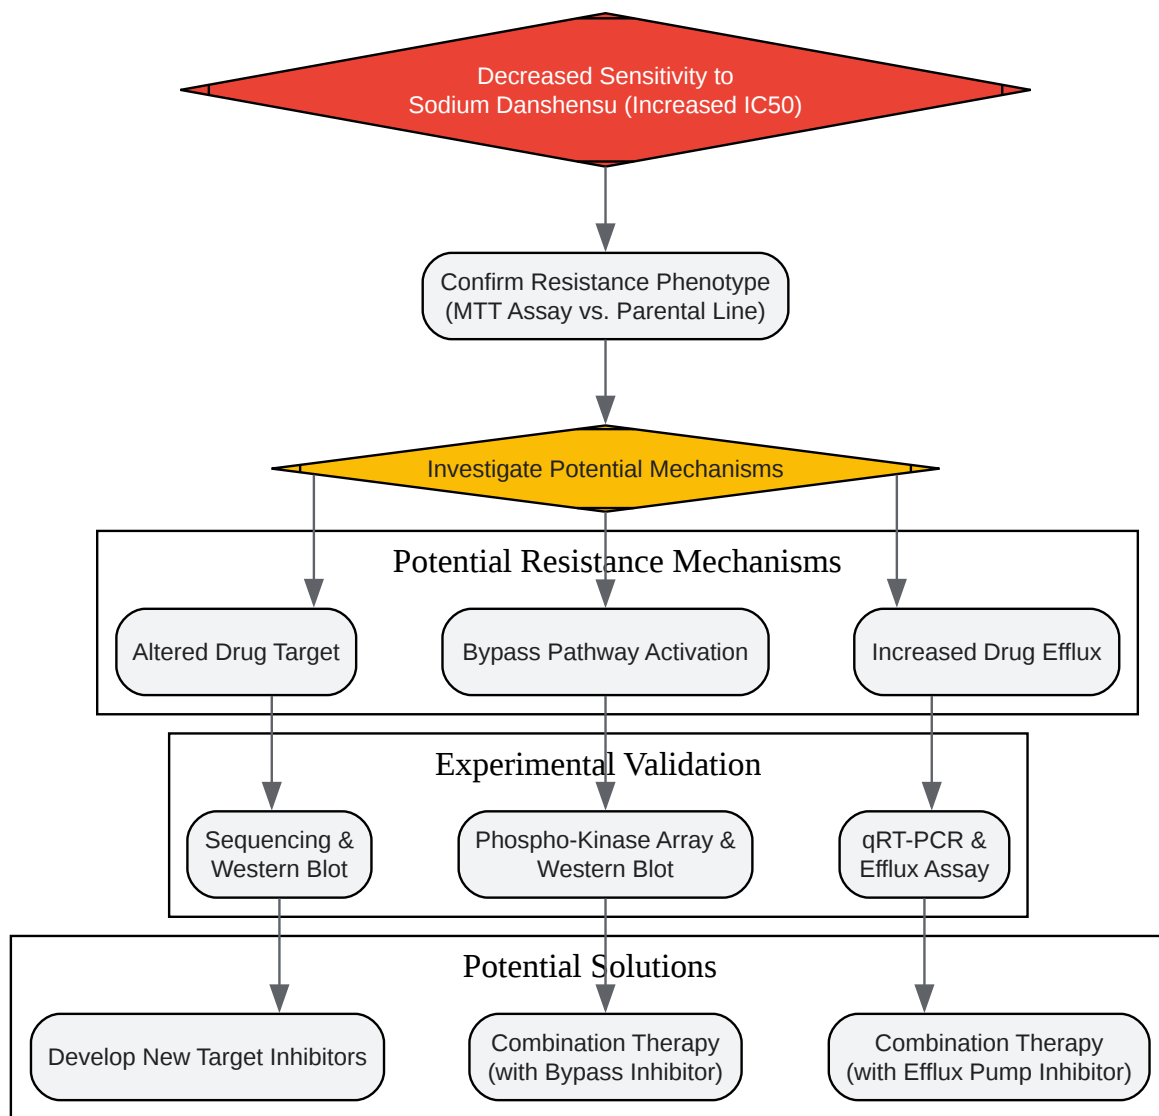 Decreased Sensitivity to
Sodium Danshensu (Increased IC50)
Confirm Resistance Phenotype
(MTT Assay vs. Parental Line)
Investigate Potential Mechanisms
Potential Resistance Mechanisms
Altered Drug Target
Bypass Pathway Activation
Increased Drug Efflux
Experimental Validation
Sequencing &
Western Blot
Phospho-Kinase Array &
Western Blot
qRT-PCR &
Efflux Assay
Potential Solutions
Develop New Target Inhibitors
Combination Therapy
(with Bypass Inhibitor)
Combination Therapy
(with Efflux Pump Inhibitor)